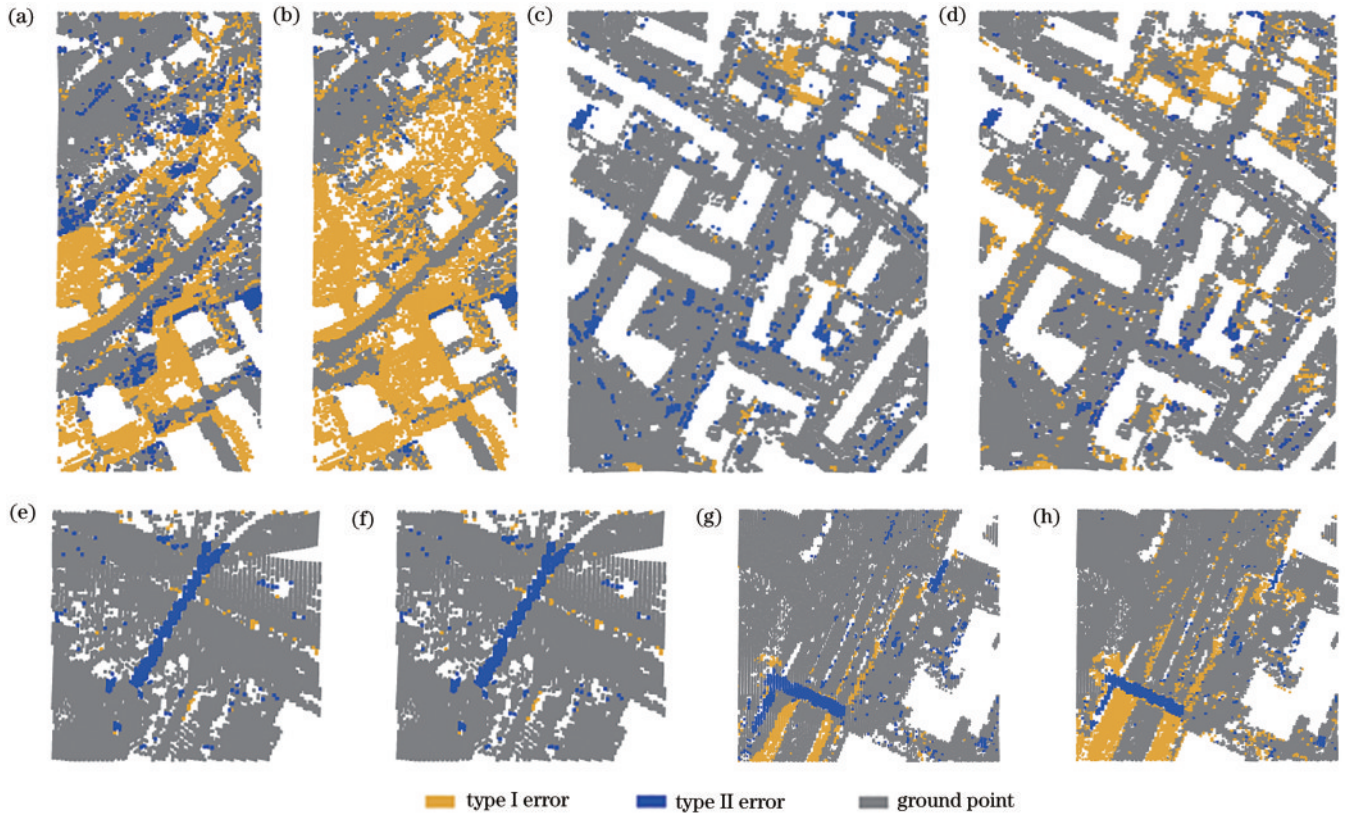 (a)
(b)
(c)
(d)
(e)
(f)
(g)
(h)
type I error
type II error
ground point